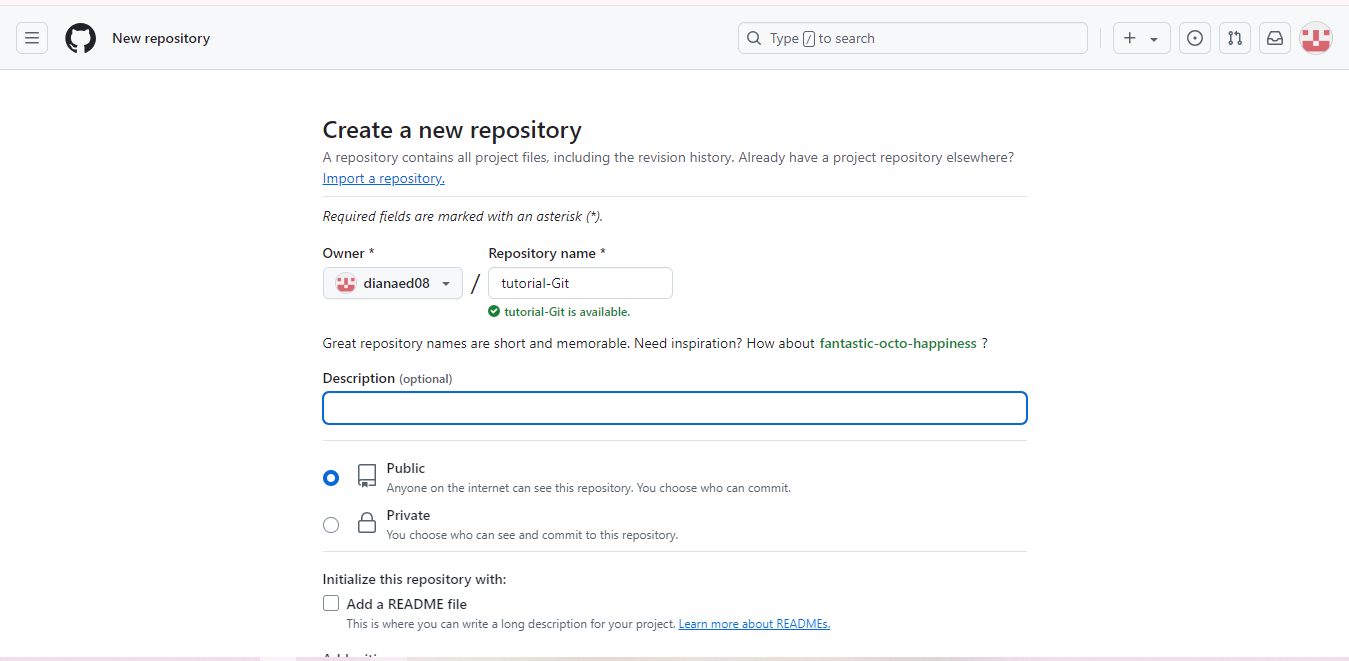 New repository
Type / to search
Create a new repository
A repository contains all project files, including the revision history. Already have a project repository elsewhere?
Import a repository.
Required fields are marked with an asterisk (*).
Owner * Repository name *
dianaed08 / tutorial-Git
tutorial-Git is available.
Great repository names are short and memorable. Need inspiration? How about fantastic-octo-happiness ?
Description (optional)
Public
Anyone on the internet can see this repository. You choose who can commit.
Private
You choose who can see and commit to this repository.
Initialize this repository with:
Add a README file
This is where you can write a long description for your project. Learn more about READMEs.